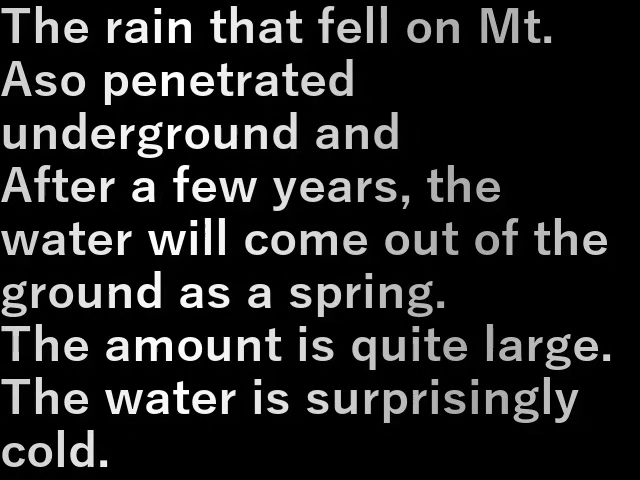 The rain that fell on Mt.
Aso penetrated
underground and
After a few years, the
water will come out of the
ground as a spring.
The amount is quite large.
The water is surprisingly
cold.